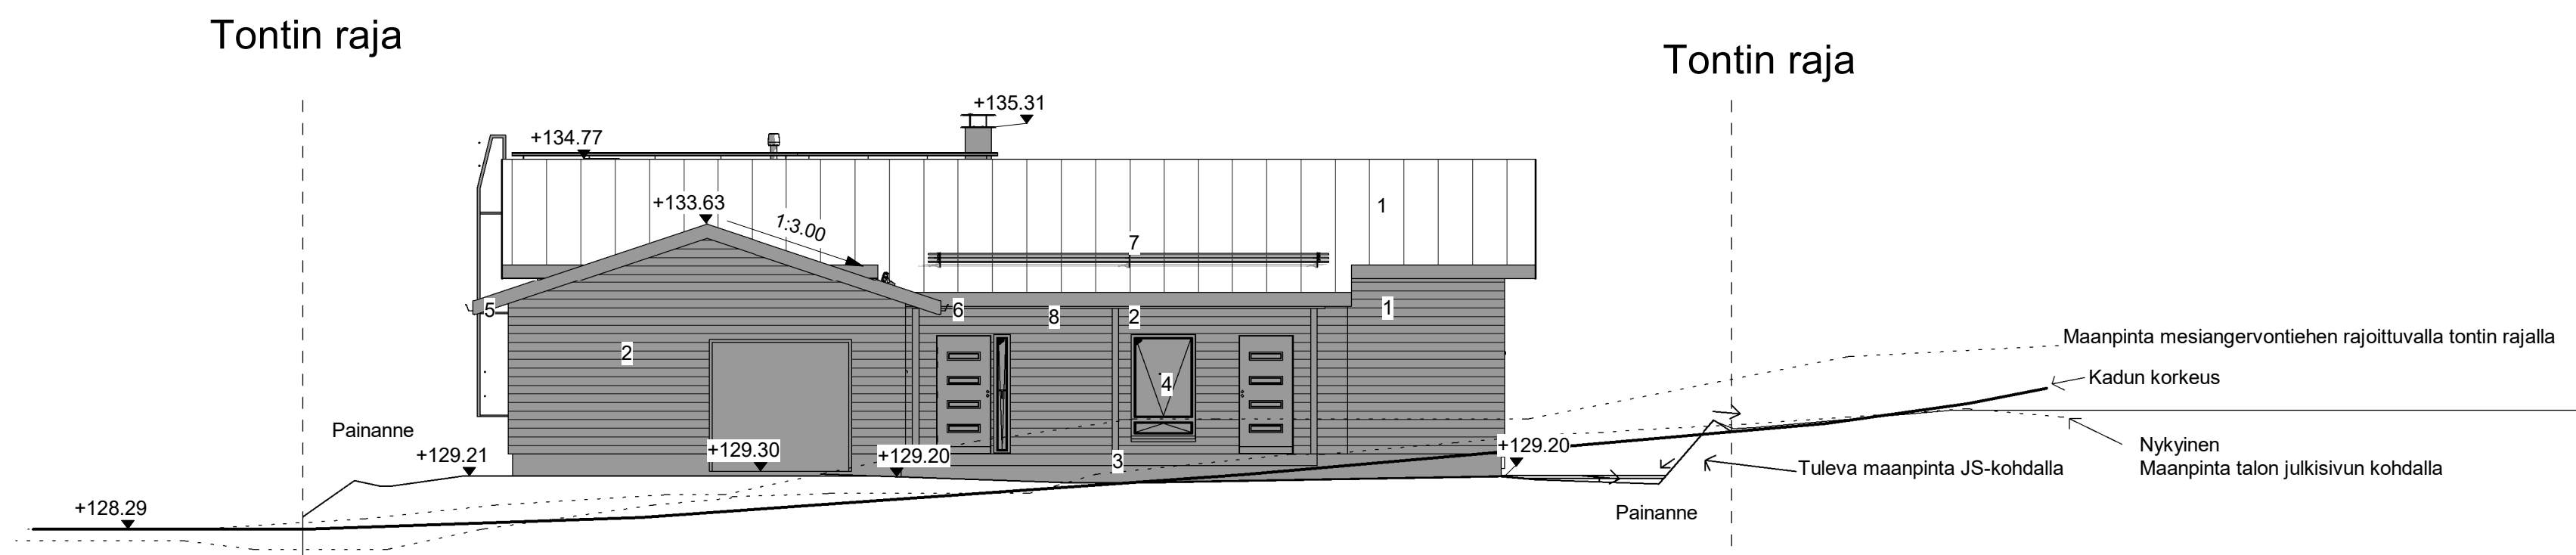 Tontin raja
Tontin raja
+135.31
+134.77
+133.63
1:3.00
1
7
5
6
8
2
1
2
4
Maanpinta mesiangervontiehen rajoittuvalla tontin rajalla
Kadun korkeus
Painanne
+129.21
+129.30
+129.20
3
+129.20
Nykyinen
Maanpinta talon julkisivun kohdalla
Tuleva maanpinta JS-kohdalla
+128.29
Painanne